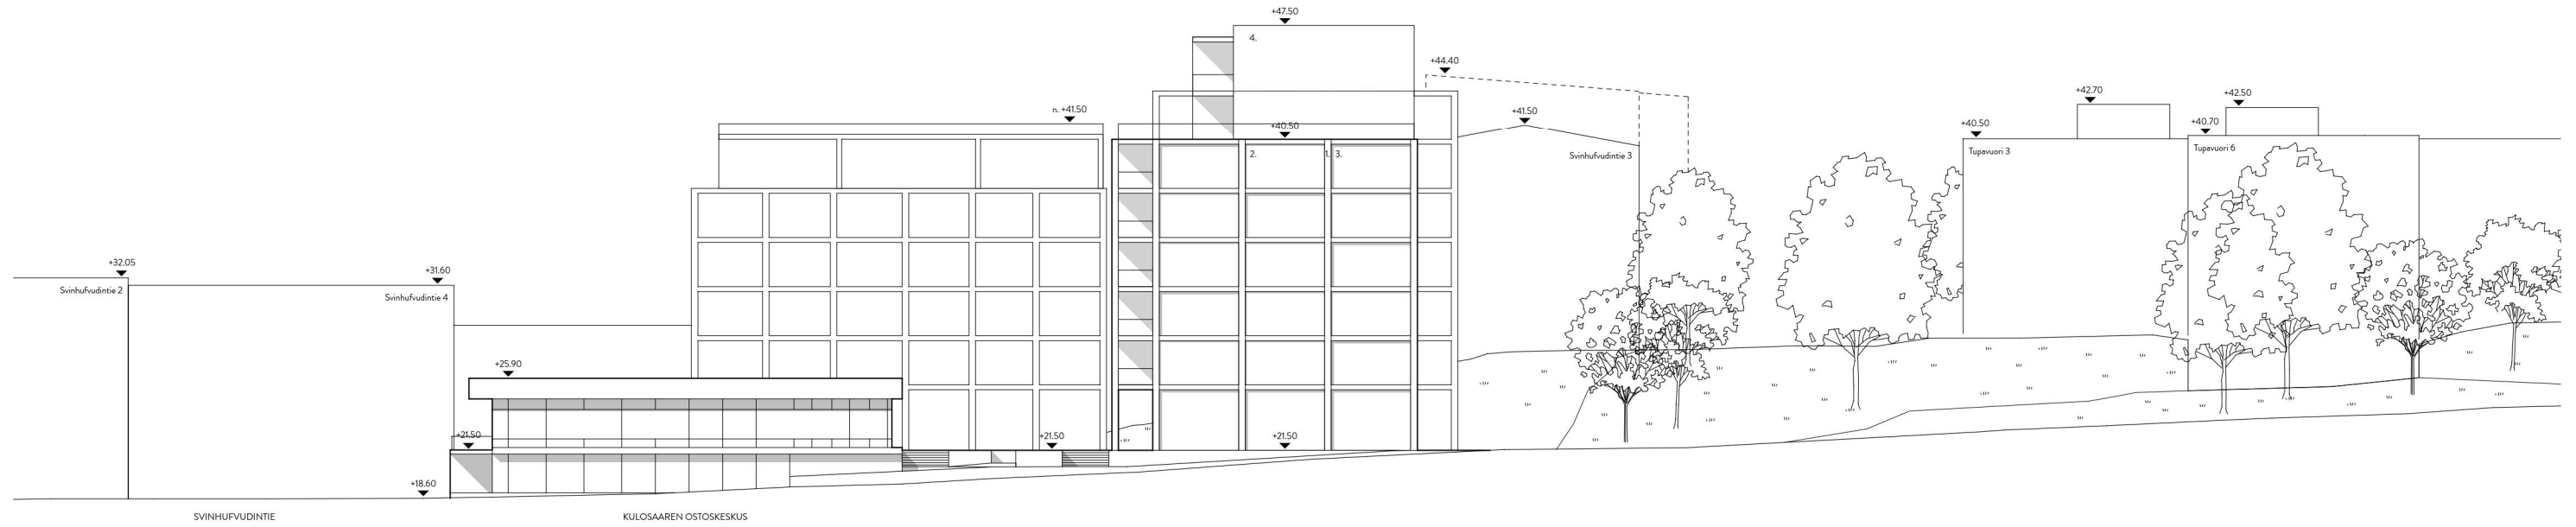 +47.50
4.
+44.40
n. +41.50
+41.50
+40.50
+42.70
+42.50
+40.50
+40.70
2.
1.
3.
Svinhufvudintie 3
Tupavuori 3
Tupavuori 6
+32.05
+31.60
Svinhufvudintie 2
Svinhufvudintie 4
+25.90
+21.50
+21.50
+21.50
+18.60
SVINHUFVUDINTIE
KULOSAAREN OSTOSKESKUS